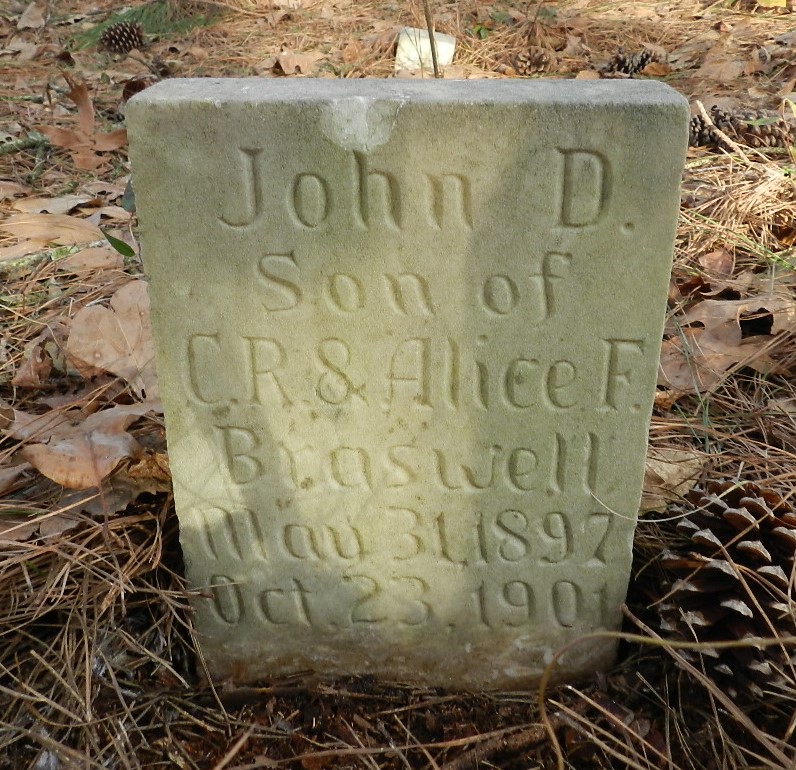 John D.
Son of
C.R. & Alice F.
Braswell
May 31, 1897
Oct. 23, 1901